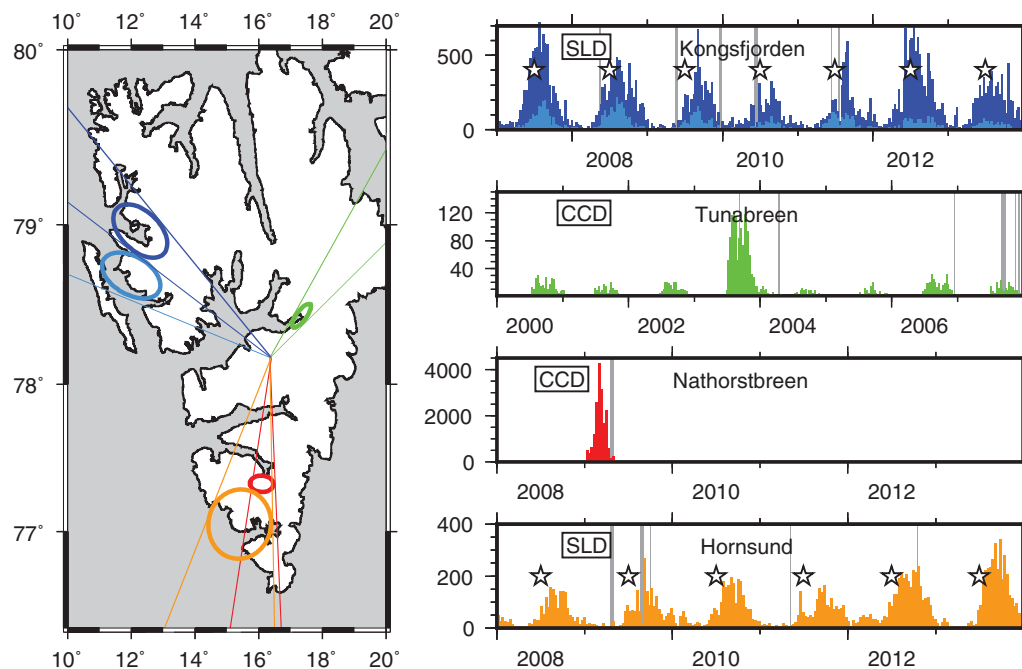 10˚ 12˚ 14˚ 16˚ 18˚ 20˚
80˚
79˚
78˚
77˚
10˚ 12˚ 14˚ 16˚ 18˚ 20˚
SLD Kongsfjorden
500
0
2008 2010 2012
CCD Tunabreen
120
80
40
2000 2002 2004 2006
CCD Nathorstbreen
4000
2000
0
2008 2010 2012
SLD Hornsund
400
200
0
2008 2010 2012